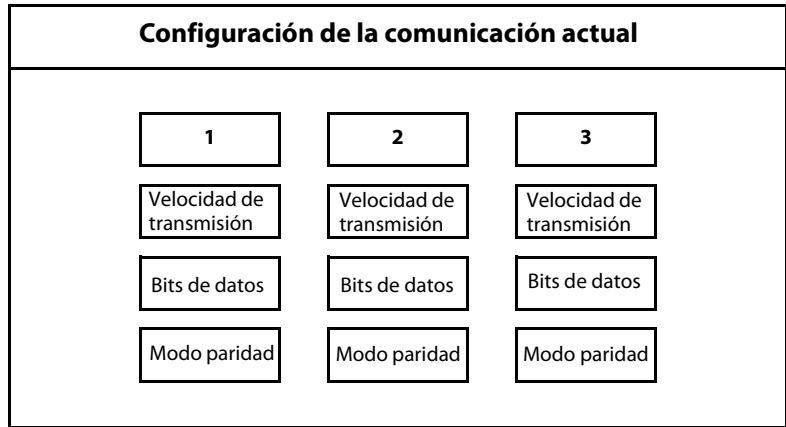 Configuración de la comunicación actual
1
2
3
Velocidad de
transmisión
Velocidad de
transmisión
Velocidad de
transmisión
Bits de datos
Bits de datos
Bits de datos
Modo paridad
Modo paridad
Modo paridad